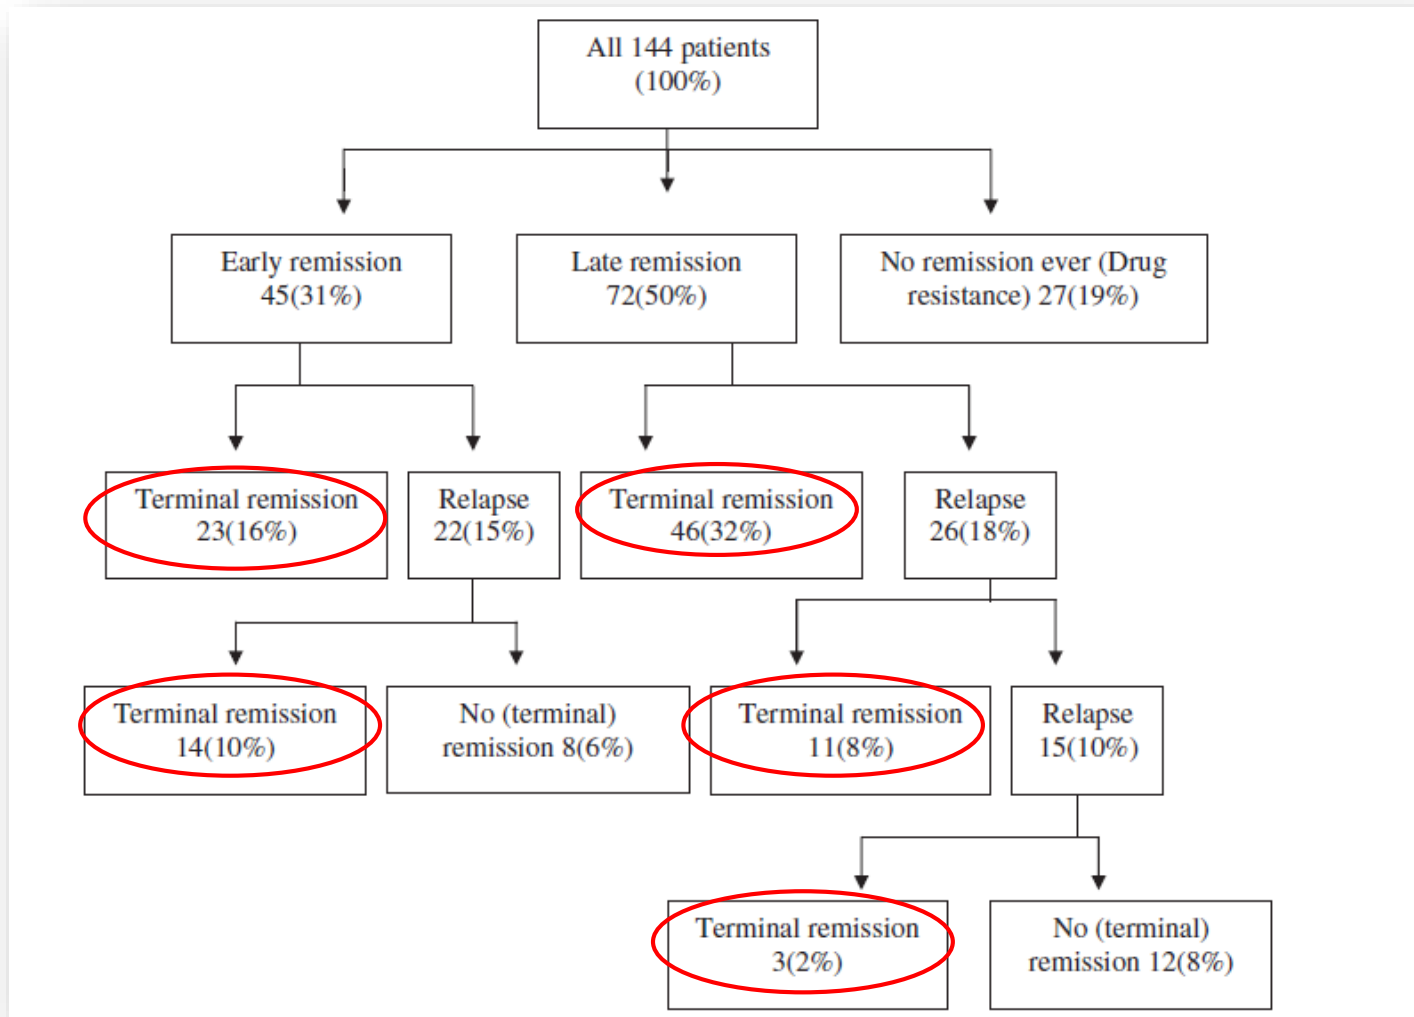 All 144 patients
(100%)
Early remission
45(31%)
Late remission
72(50%)
No remission ever (Drug
resistance) 27(19%)
Terminal remission
23(16%)
Relapse
22(15%)
Terminal remission
46(32%)
Relapse
26(18%)
Terminal remission
14(10%)
No (terminal)
remission 8(6%)
Terminal remission
11(8%)
Relapse
15(10%)
Terminal remission
3(2%)
No (terminal)
remission 12(8%)